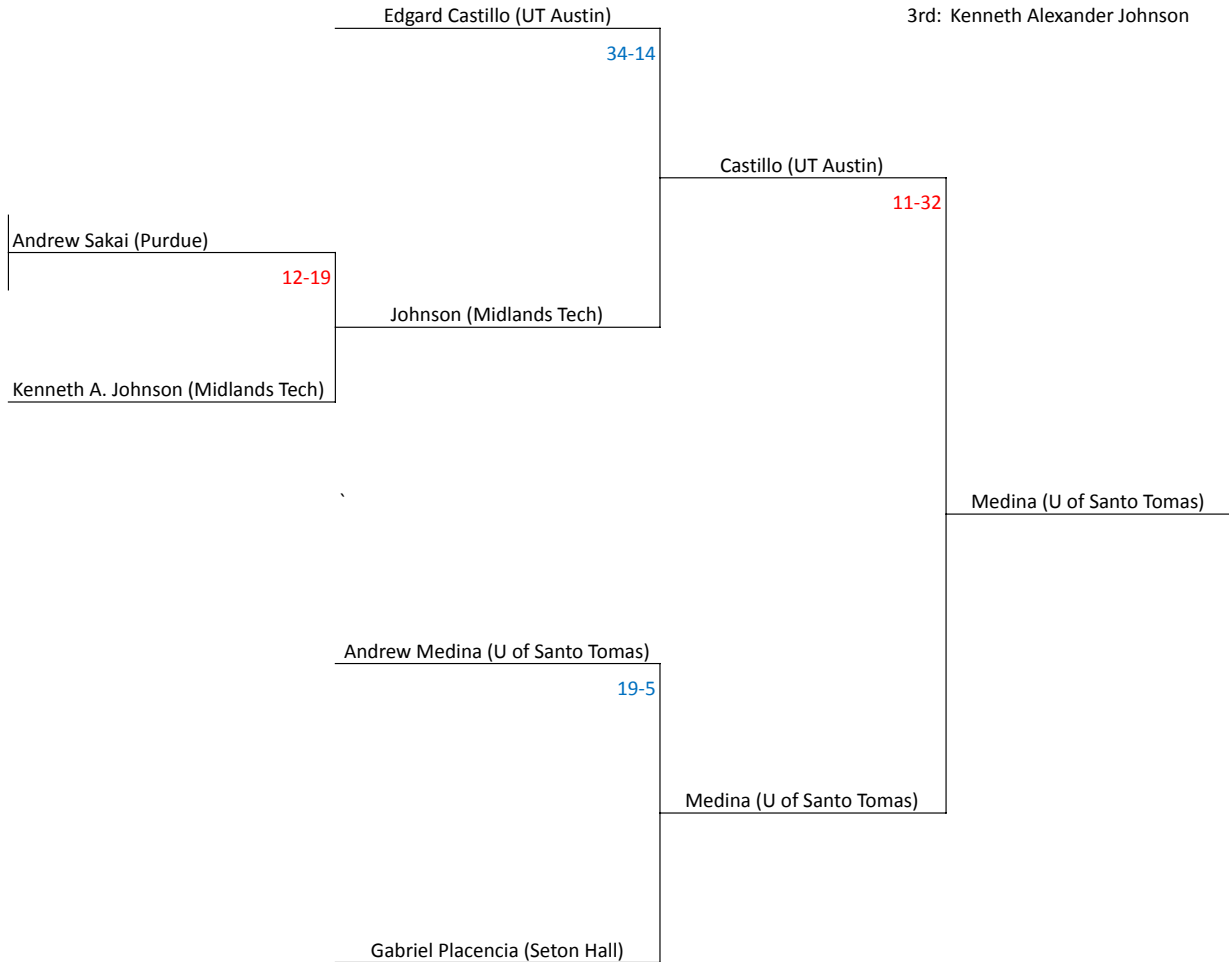 Edgard Castillo (UT Austin)
3rd: Kenneth Alexander Johnson
34-14
Castillo (UT Austin)
11-32
Andrew Sakai (Purdue)
12-19
Johnson (Midlands Tech)
Kenneth A. Johnson (Midlands Tech)
`
Medina (U of Santo Tomas)
Andrew Medina (U of Santo Tomas)
19-5
Medina (U of Santo Tomas)
Gabriel Placencia (Seton Hall)